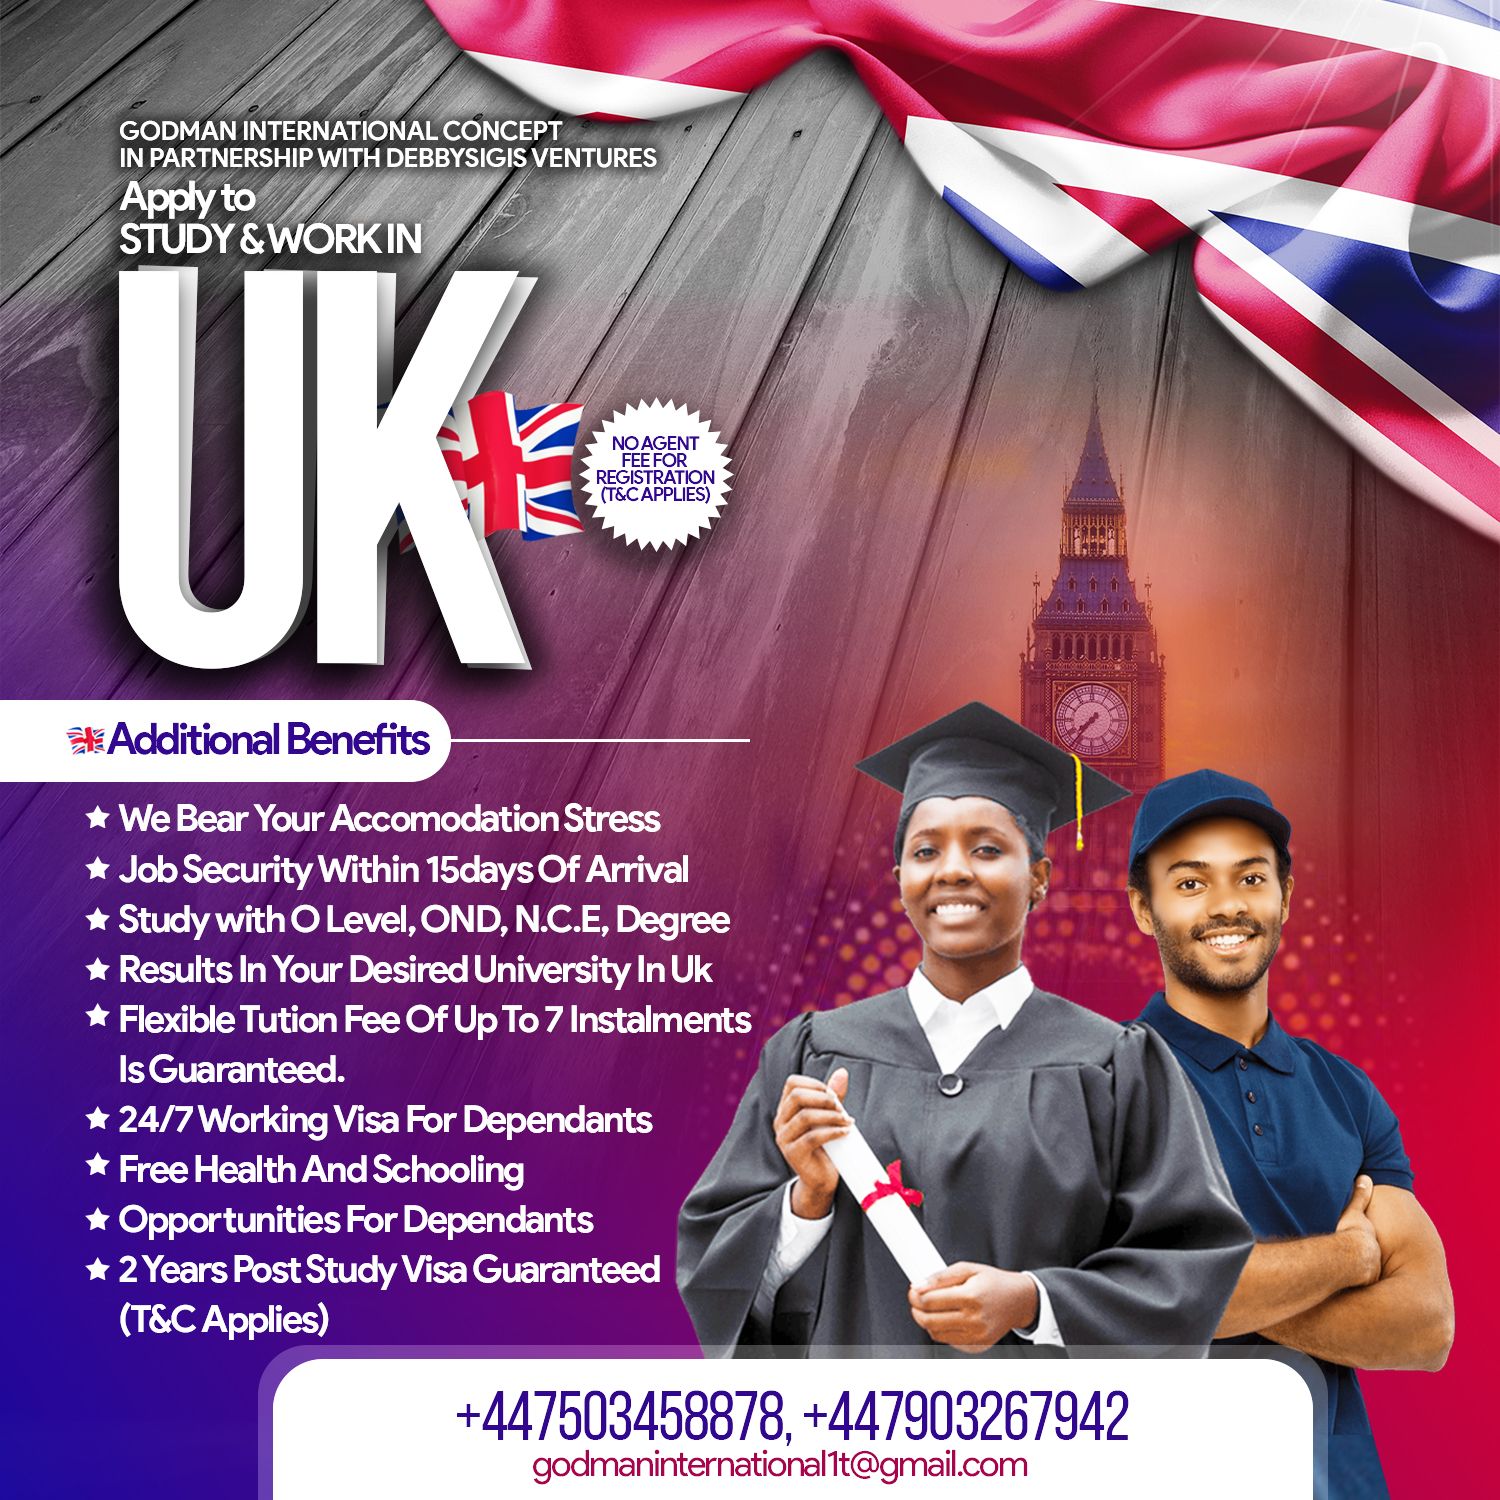 GODMAN INTERNATIONAL CONCEPT
IN PARTNERSHIP WITH DEBBYSIGIS VENTURES
Apply to
STUDY & WORK IN
UK
NO AGENT
FEE FOR
REGISTRATION
(T&C APPLIES)
Additional Benefits
We Bear Your Accomodation Stress
Job Security Within 15days Of Arrival
Study with O Level, OND, N.C.E, Degree
Results In Your Desired University In Uk
Flexible Tution Fee Of Up To 7 Instalments
Is Guaranteed.
24/7 Working Visa For Dependants
Free Health And Schooling
Opportunities For Dependants
2 Years Post Study Visa Guaranteed
(T&C Applies)
+447503458878, +447903267942
godmaninternational1t@gmail.com